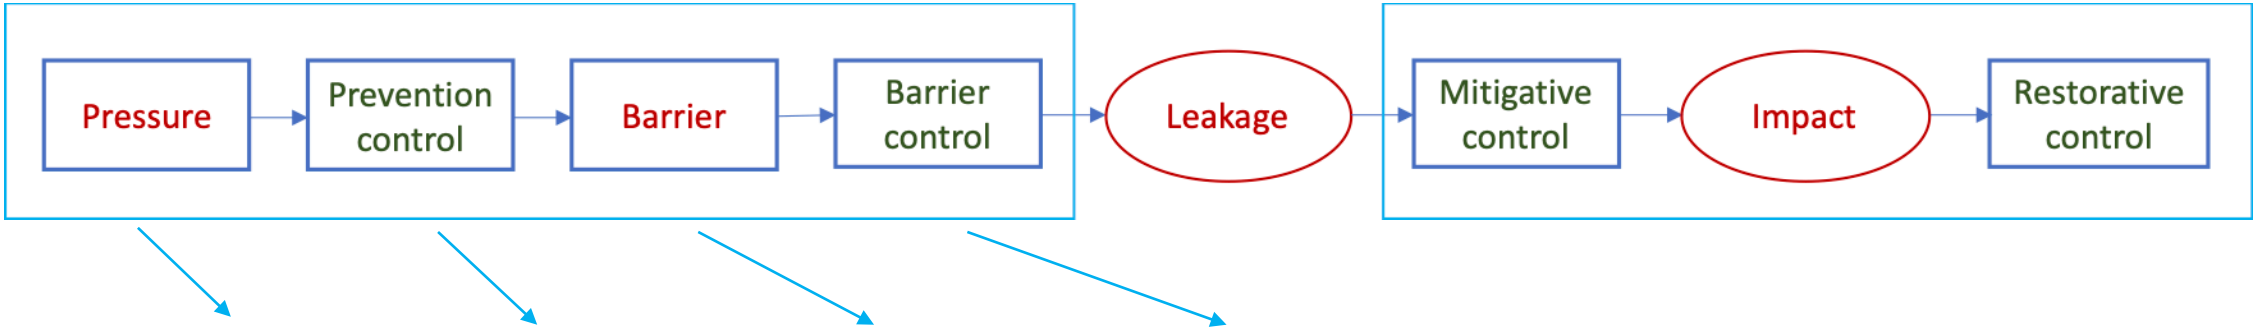 Pressure
Prevention
control
Barrier
Barrier
control
Leakage
Mitigative
control
Impact
Restorative
control